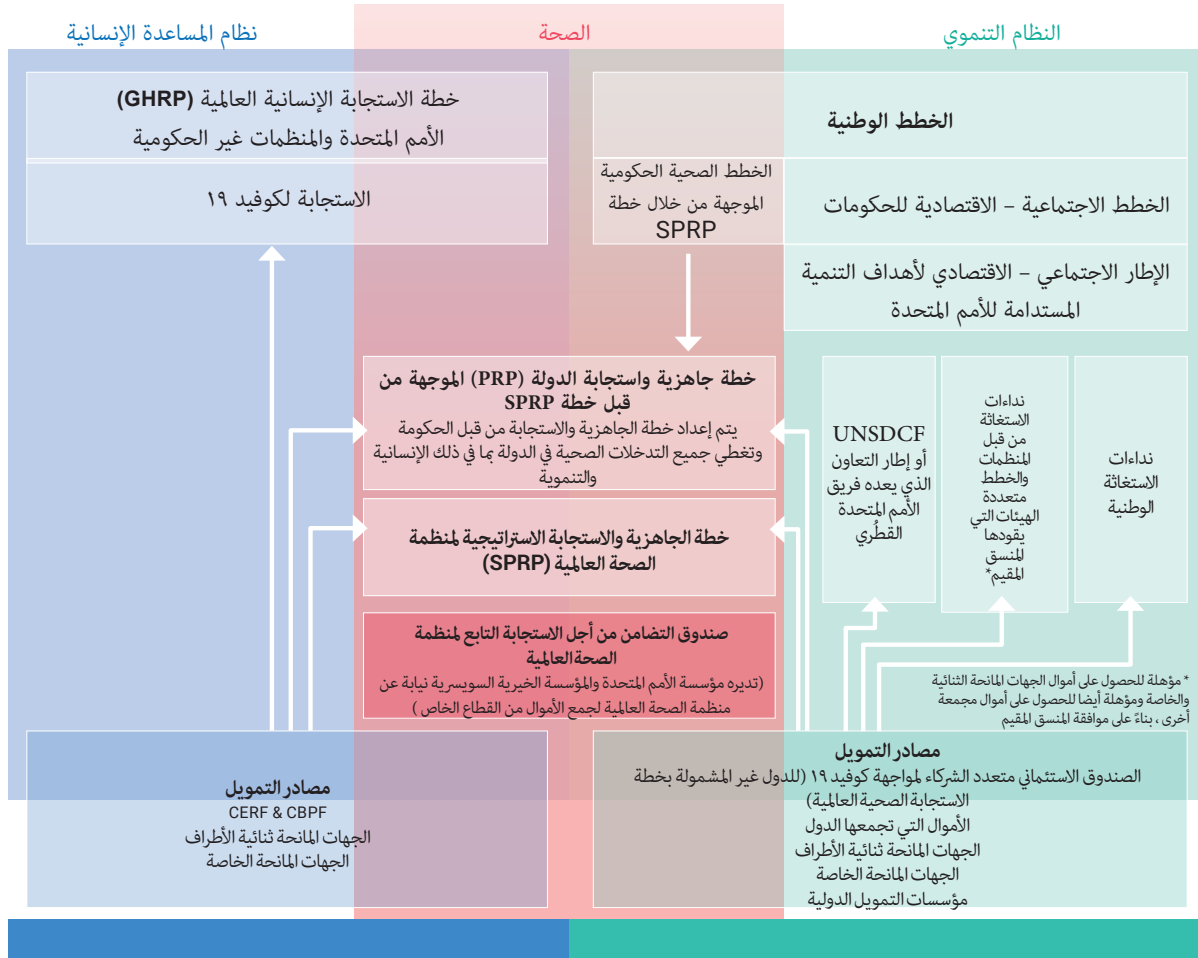 النظام التنموي
الصحة
نظام المساعدة الإنسانية
الخطط الوطنية
الخطط الاجتماعية – الاقتصادية للحكومات
الخطط الصحية الحكومية
الموجهة من خلال خطة
SPRP
الإطار الاجتماعي – الاقتصادي لأهداف التنمية
المستدامة للأمم المتحدة
خطة الاستجابة الإنسانية العالمية (GHRP)
الأمم المتحدة والمنظمات غير الحكومية
الاستجابة لكوفيد ١٩
نداءات
الاستغاثة
الوطنية
نداءات
الاستغاثة
من قبل
المنظمات
والخطط
متعددة
الهيئات التي
يقودها
المنسق
المقيم*
UNSDCF
أو إطار التعاون
الذي يعده فريق
الأمم المتحدة
القطُري
خطة جاهزية واستجابة الدولة (PRP) الموجهة من
قبل خطة SPRP
يتم إعداد خطة الجاهزية والاستجابة من قبل الحكومة
وتغطي جميع التدخلات الصحية في الدولة بما في ذلك الإنسانية
والتنموية
خطة الجاهزية والاستجابة الاستراتيجية لمنظمة
الصحة العالمية (SPRP)
صندوق التضامن من أجل الاستجابة التابع لمنظمة
الصحةالعالمية
(تديره مؤسسة الأمم المتحدة والمؤسسة الخيرية السويسرية نيابة عن
منظمة الصحة العالمية لجمع الأموال من القطاع الخاص )
* مؤهلة للحصول على أموال الجهات المانحة الثنائية
والخاصة ومؤهلة أيضا للحصول على أموال مجمعة
أخرى ، بناءً على موافقة المنسق المقيم
مصادر التمويل
الصندوق الاستئماني متعدد الشركاء لمواجهة كوفيد ١٩ (للدول غير المشمولة بخطة
الاستجابة الصحية العالمية)
الأموال التي تجمعها الدول
الجهات المانحة ثنائية الأطراف
الجهات المانحة الخاصة
مؤسسات التمويل الدولية
مصادر التمويل
CERF & CBPF
الجهات المانحة ثنائية الأطراف
الجهات المانحة الخاصة